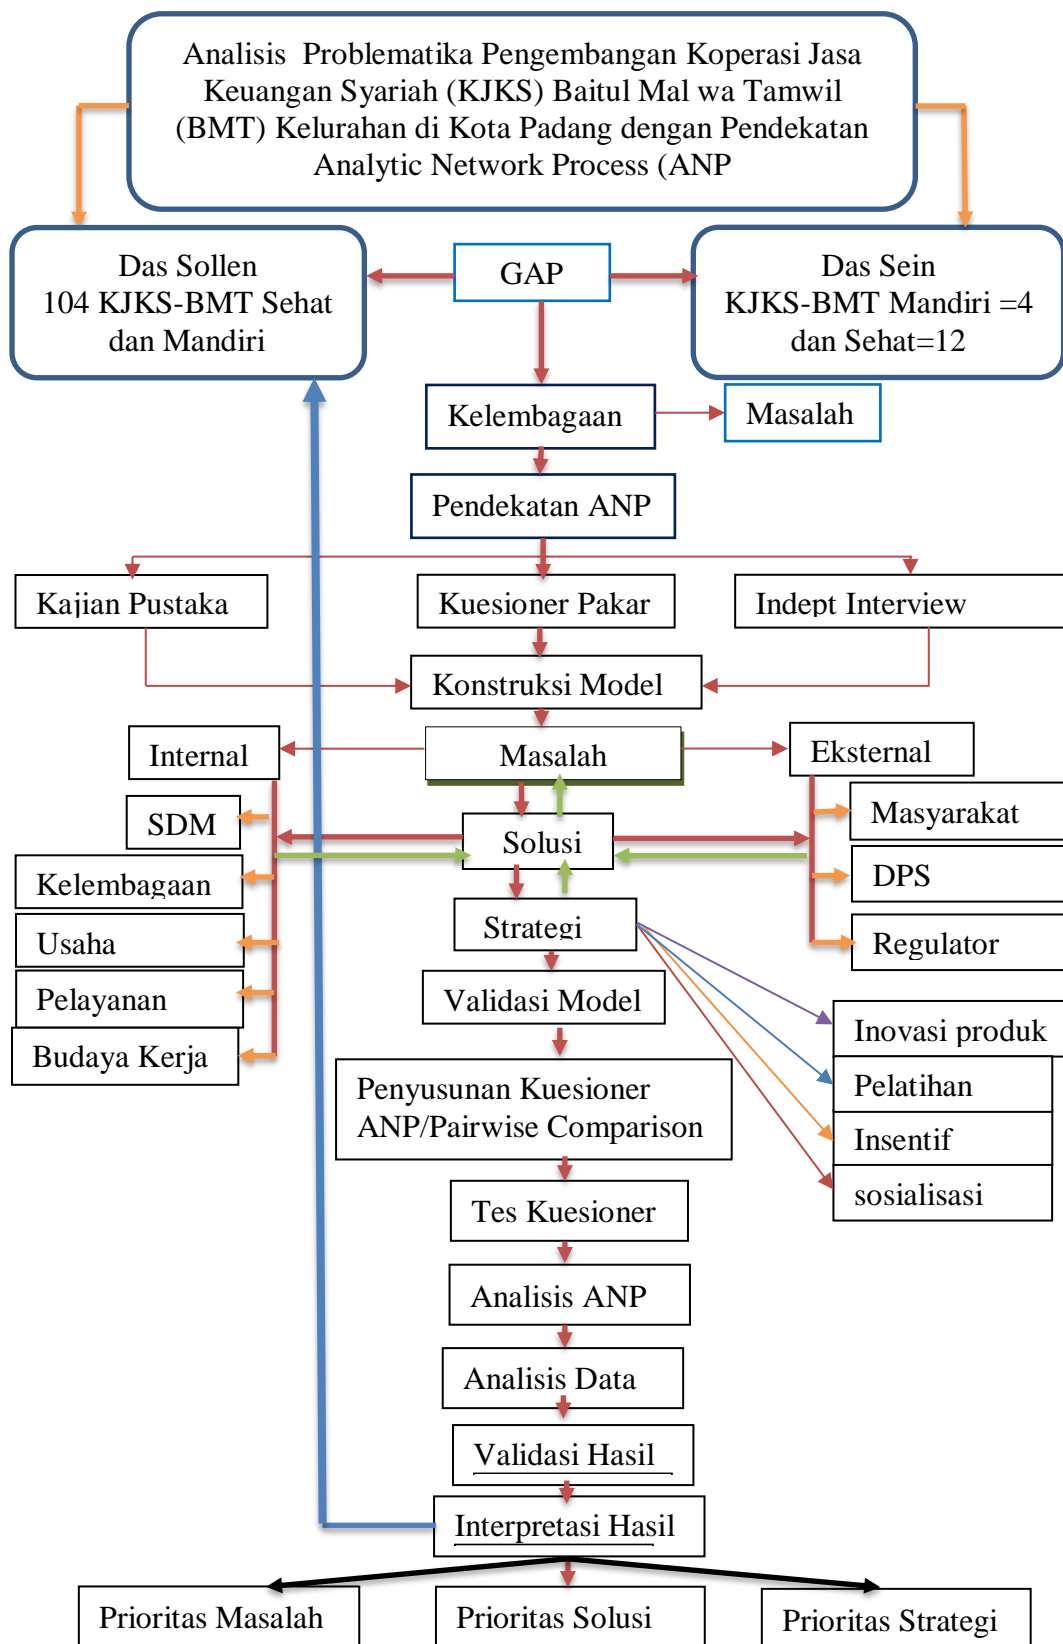 Analisis Problematika Pengembangan Koperasi Jasa
Keuangan Syariah (KJKS) Baitul Mal wa Tamwil
(BMT) Kelurahan di Kota Padang dengan Pendekatan
Analytic Network Process (ANP
Das Sollen
104 KJKS-BMT Sehat
dan Mandiri
GAP
Das Sein
KJKS-BMT Mandiri =4
dan Sehat=12
Kelembagaan
Masalah
Pendekatan ANP
Kajian Pustaka
Kuesioner Pakar
Indept Interview
Konstruksi Model
Internal
Masalah
Eksternal
SDM
Kelembagaan
Usaha
Pelayanan
Budaya Kerja
Solusi
Masyarakat
DPS
Regulator
Strategi
Validasi Model
Inovasi produk
Pelatihan
Insentif
sosialisasi
Penyusunan Kuesioner
ANP/Pairwise Comparison
Tes Kuesioner
Analisis ANP
Analisis Data
Validasi Hasil
Interpretasi Hasil
Prioritas Masalah
Prioritas Solusi
Prioritas Strategi